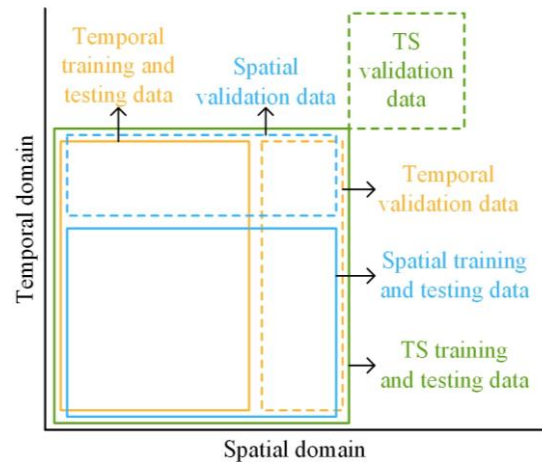 Temporal
training and
testing data
Spatial
validation data
TS
validation
data
Temporal
validation data
Spatial training
and testing data
TS training
and testing data
Temporal domain
Spatial domain